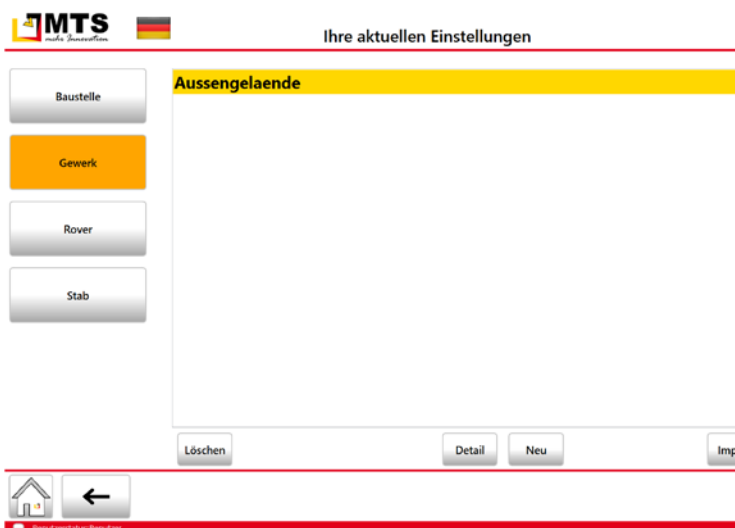 MTS
mehr Innovation
Ihre aktuellen Einstellungen
Baustelle
Aussengelaende
Gewerk
Rover
Stab
Löschen
Detail
Neu
Imp